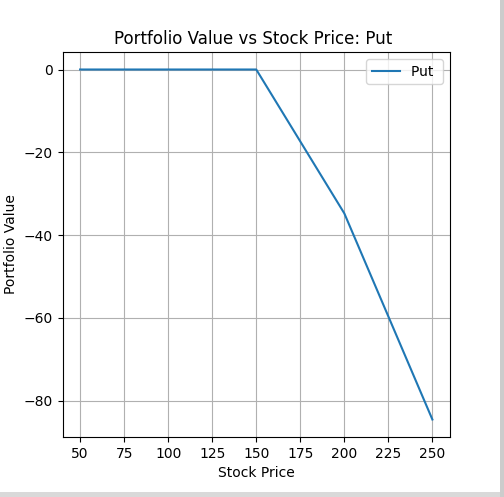 Portfolio Value vs Stock Price: Put
Put
Portfolio Value
0
−20
−40
−60
−80
50 75 100 125 150 175 200 225 250
Stock Price